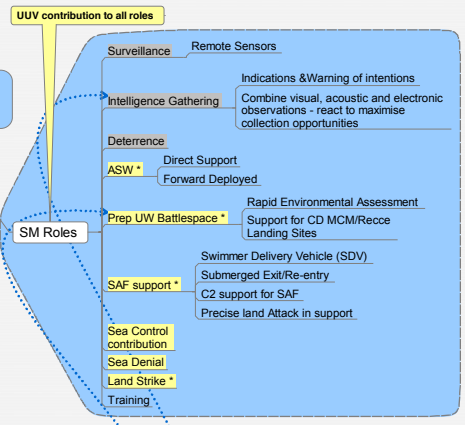 UUV contribution to all roles
SM Roles
Surveillance
Remote Sensors
Intelligence Gathering
Indications &Warning of intentions
Combine visual, acoustic and electronic
observations - react to maximise
collection opportunities
Deterrence
ASW *
Direct Support
Forward Deployed
Prep UW Battlespace *
Rapid Environmental Assessment
Support for CD MCM/Recce
Landing Sites
SAF support *
Swimmer Delivery Vehicle (SDV)
Submerged Exit/Re-entry
C2 support for SAF
Precise land Attack in support
Sea Control
contribution
Sea Denial
Land Strike *
Training